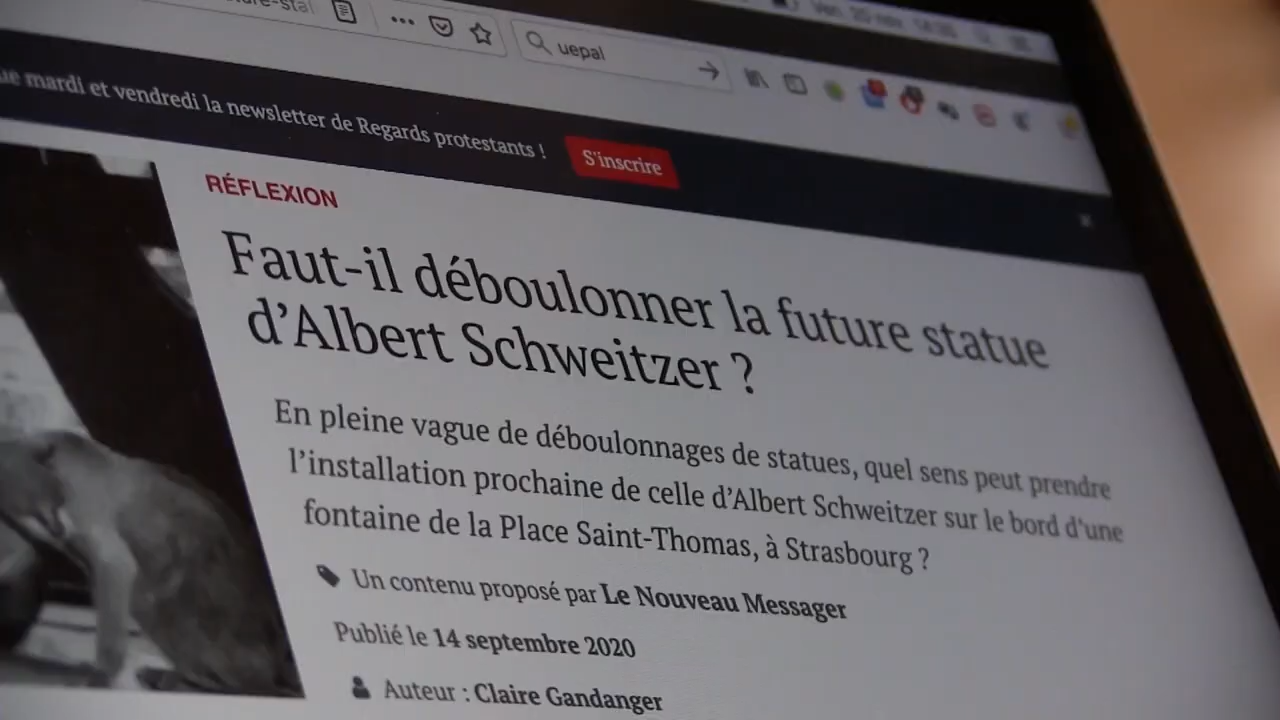 uepal
mardi et vendredi la newsletter de Regards protestants !
S'inscrire
RÉFLEXION
Faut-il déboulonner la future statue
d’Albert Schweitzer ?
En pleine vague de déboulonnages de statues, quel sens peut prendre
l’installation prochaine de celle d’Albert Schweitzer sur le bord d’une
fontaine de la Place Saint-Thomas, à Strasbourg ?
Un contenu proposé par Le Nouveau Messager
Publié le 14 septembre 2020
Auteur : Claire Gandanger